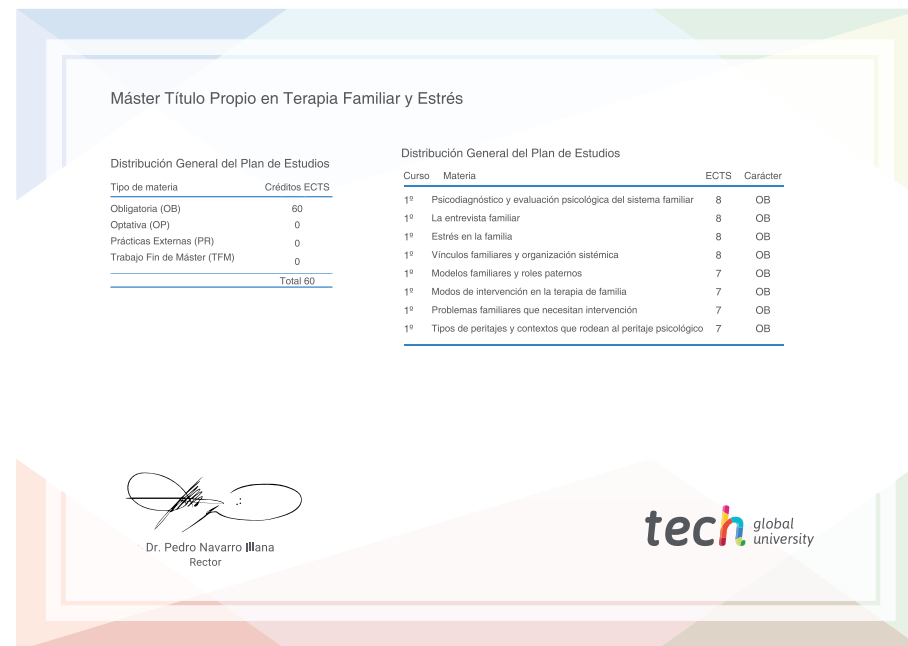 Máster Título Propio en Terapia Familiar y Estrés
Distribución General del Plan de Estudios
Tipo de materia Créditos ECTS
Obligatoria (OB) 60
Optativa (OP) 0
Prácticas Externas (PR) 0
Trabajo Fin de Máster (TFM) 0
Total 60
Distribución General del Plan de Estudios
Curso Materia ECTS Carácter
1º Psicodiagnóstico y evaluación psicológica del sistema familiar 8 OB
1º La entrevista familiar 8 OB
1º Estrés en la familia 8 OB
1º Vínculos familiares y organización sistémica 8 OB
1º Modelos familiares y roles paternos 7 OB
1º Modos de intervención en la terapia de familia 7 OB
1º Problemas familiares que necesitan intervención 7 OB
1º Tipos de peritajes y contextos que rodean al peritaje psicológico 7 OB
Dr. Pedro Navarro Illana
Rector
tech global
university